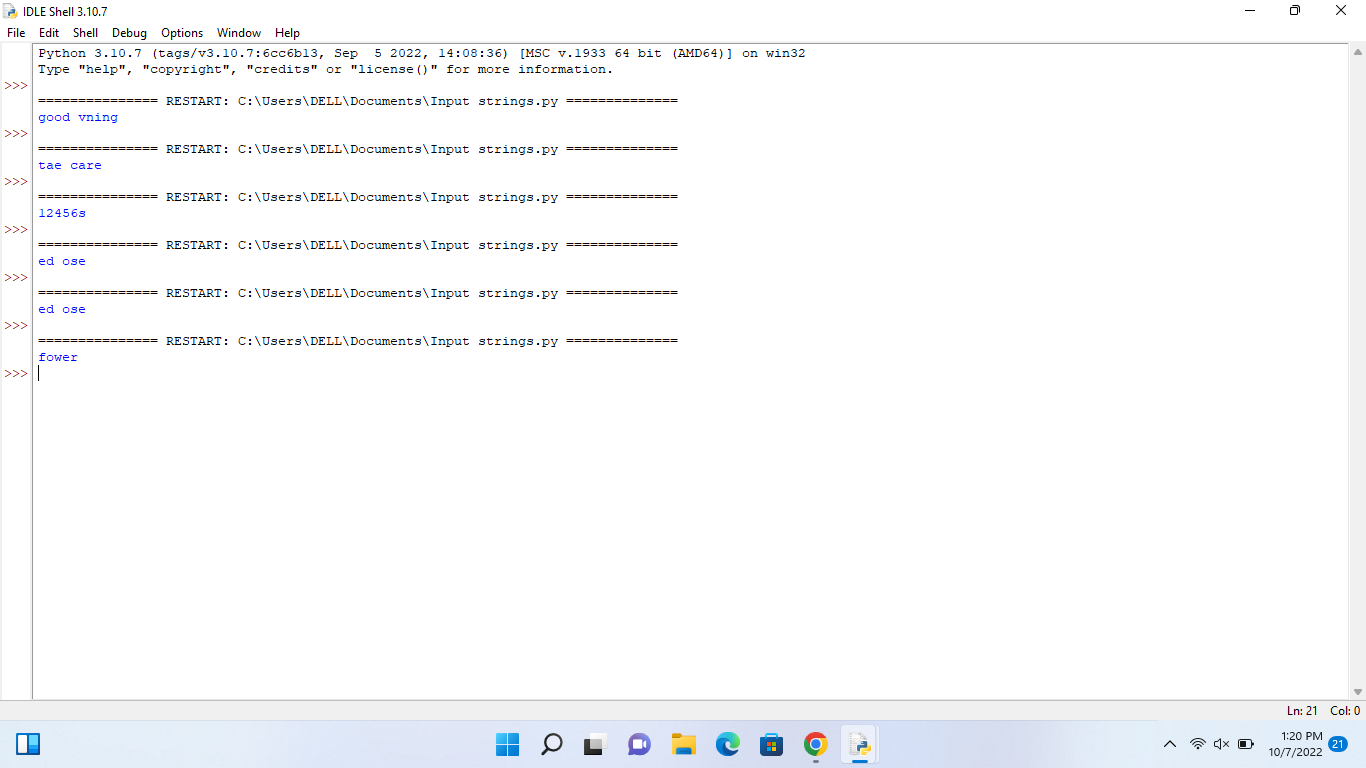 IDLE Shell 3.10.7
File Edit Shell Debug Options Window Help
Python 3.10.7 (tags/v3.10.7:6cc6b13, Sep  5 2022, 14:08:36) [MSC v.1933 64 bit (AMD64)] on win32
Type "help", "copyright", "credits" or "license()" for more information.
>>>
=============== RESTART: C:\Users\DELL\Documents\Input strings.py ==============
good vning
>>>
=============== RESTART: C:\Users\DELL\Documents\Input strings.py ==============
tae care
>>>
=============== RESTART: C:\Users\DELL\Documents\Input strings.py ==============
12456s
>>>
=============== RESTART: C:\Users\DELL\Documents\Input strings.py ==============
ed ose
>>>
=============== RESTART: C:\Users\DELL\Documents\Input strings.py ==============
ed ose
>>>
=============== RESTART: C:\Users\DELL\Documents\Input strings.py ==============
fower
>>>
Ln: 21 Col: 0
1:20 PM
10/7/2022
21